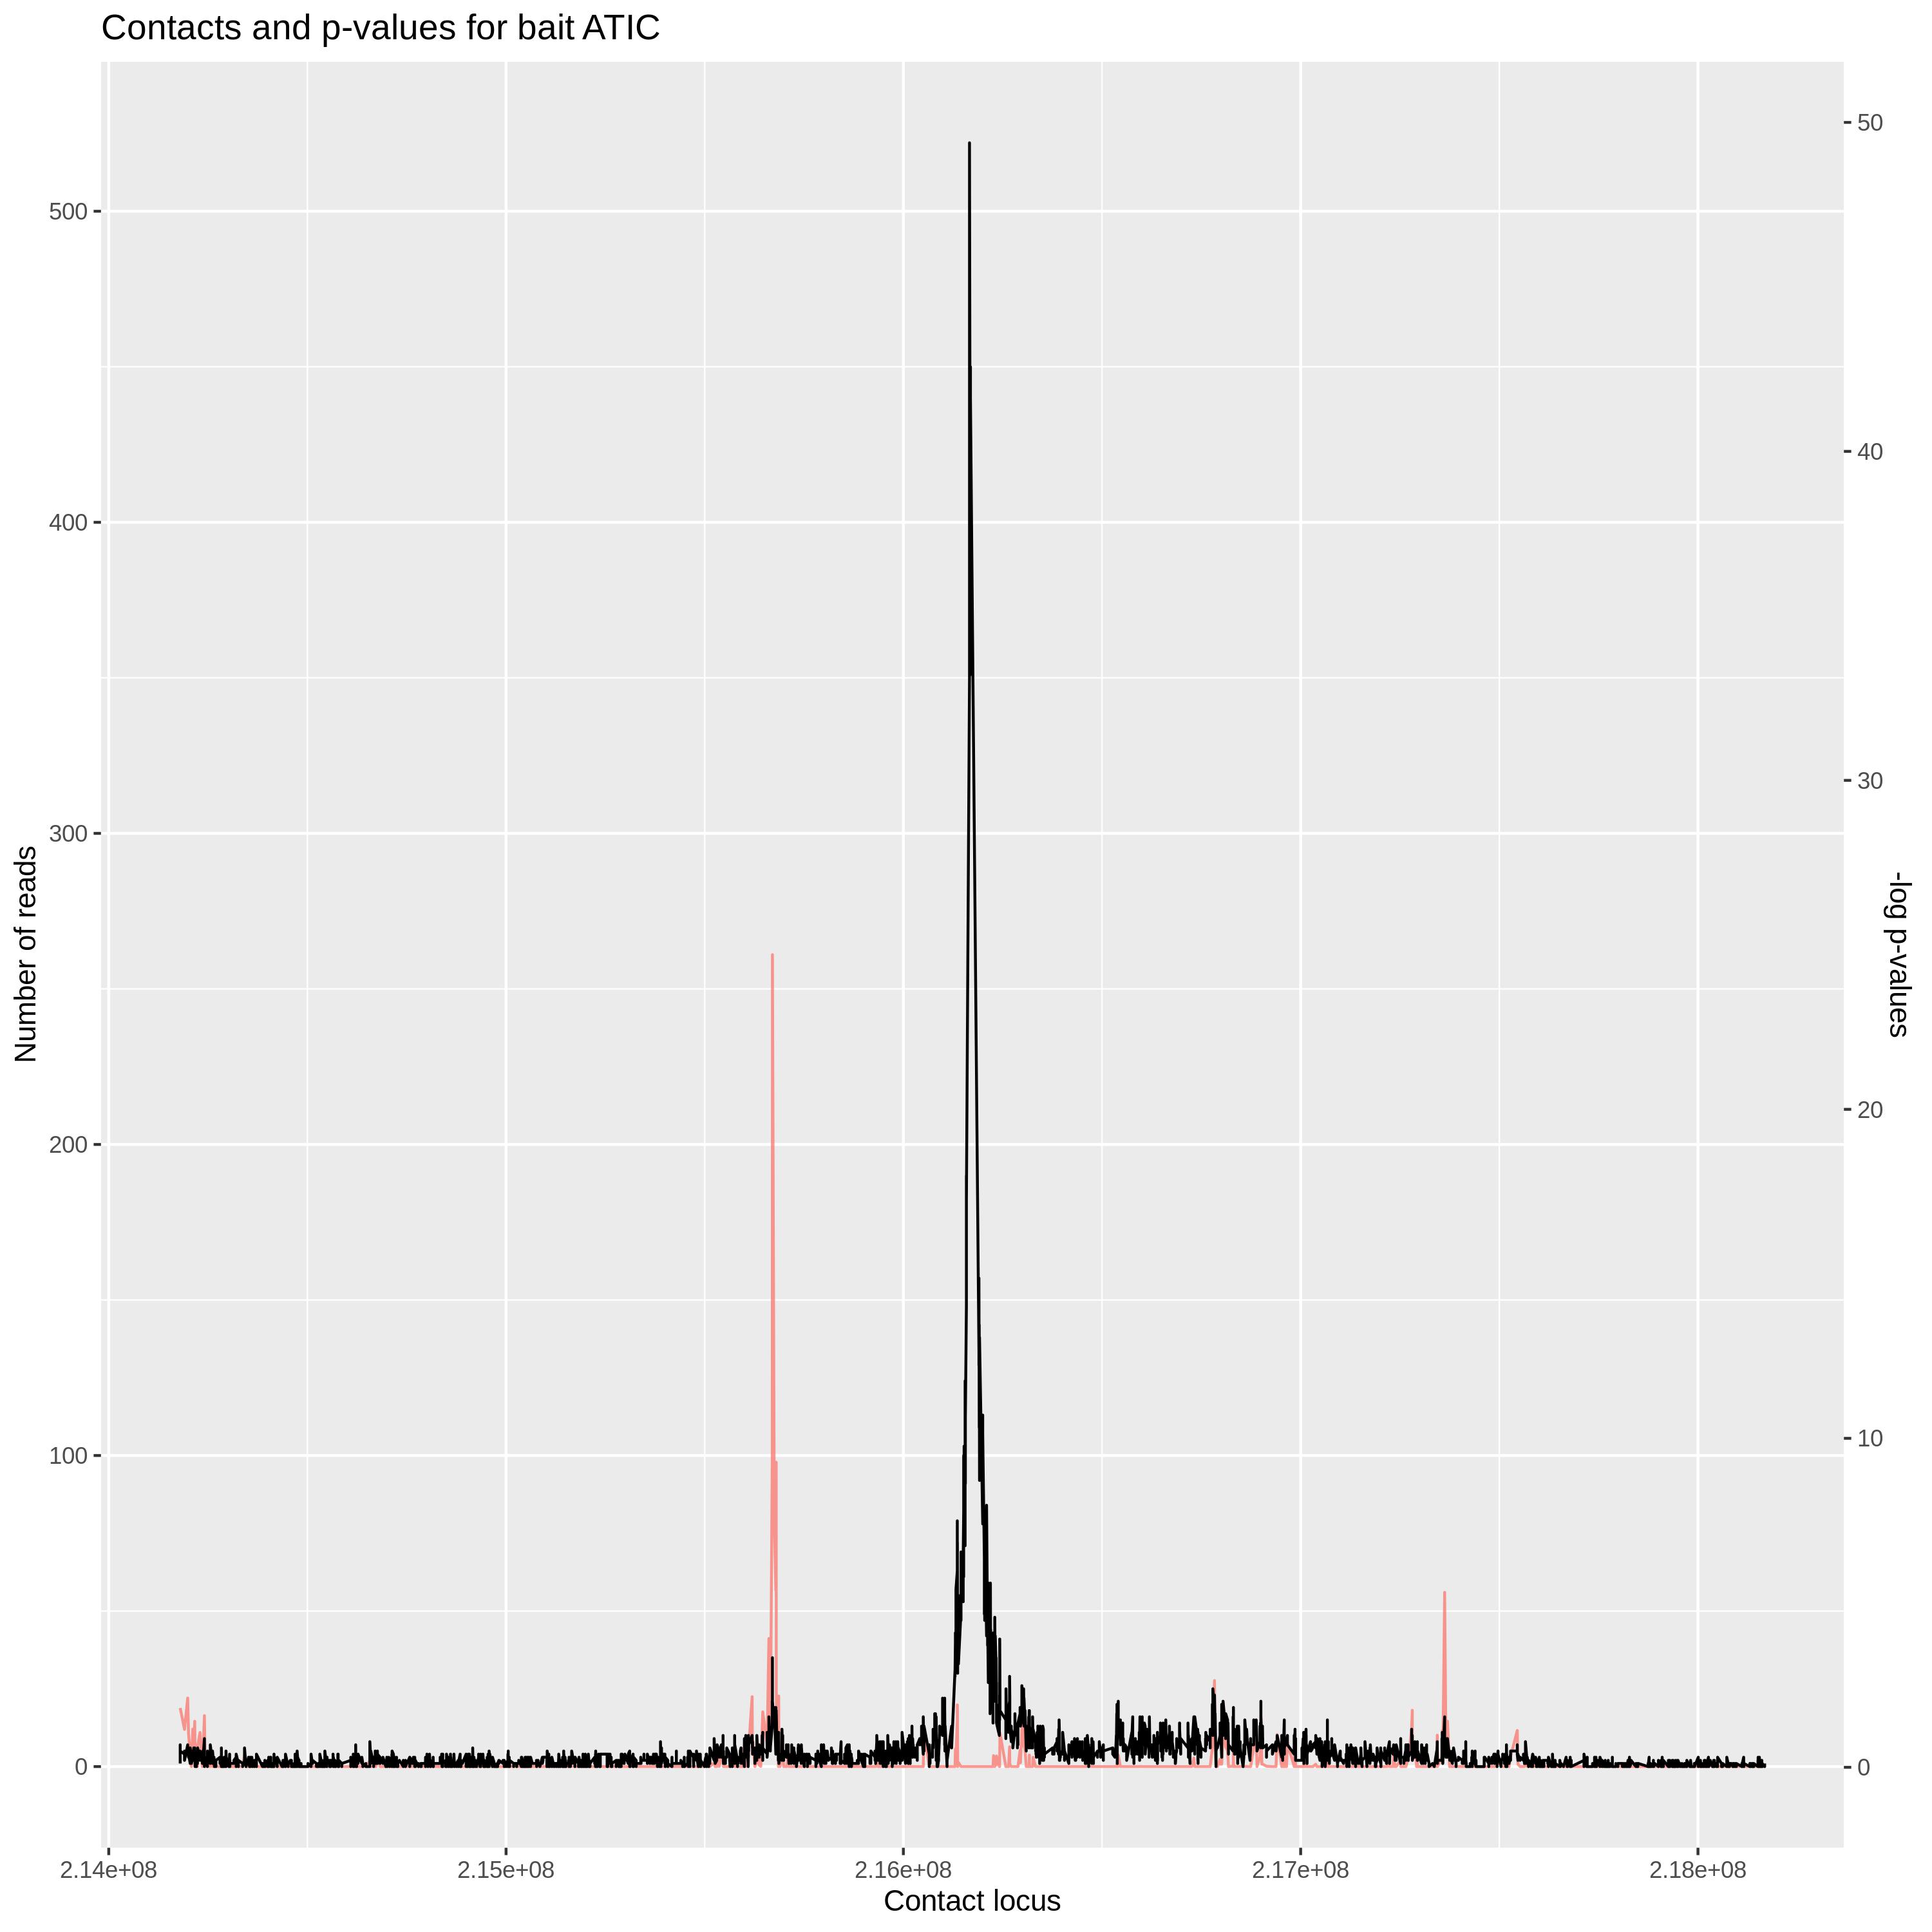 Contacts and p-values for bait ATIC
500
400
300
200
100
0
Number of reads
50
40
30
20
10
0
-log p-values
2.14e+08
2.15e+08
2.16e+08
2.17e+08
2.18e+08
Contact locus